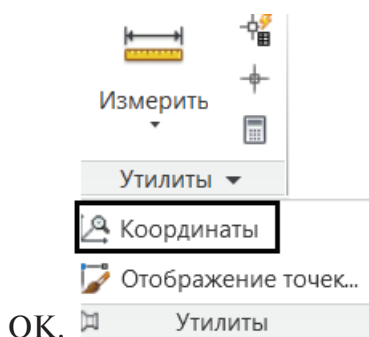 Измерить
Утилиты
Координаты
Отображение точек...
ОК. Утилиты